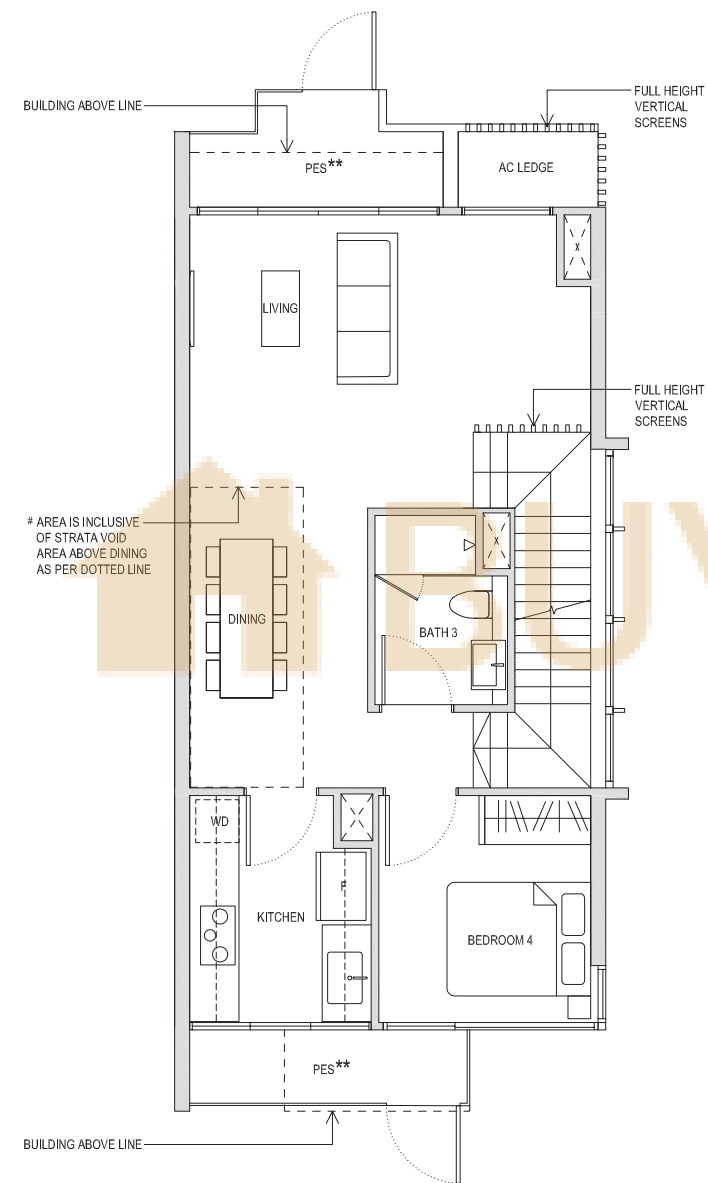 BUILDING ABOVE LINE
FULL HEIGHT
VERTICAL
SCREENS
PES**
AC LEDGE
LIVING
FULL HEIGHT
VERTICAL
SCREENS
# AREA IS INCLUSIVE
OF STRATA VOID
AREA ABOVE DINING
AS PER DOTTED LINE
DINING
BATH 3
BUY
WD
F
KITCHEN
BEDROOM 4
PES**
BUILDING ABOVE LINE